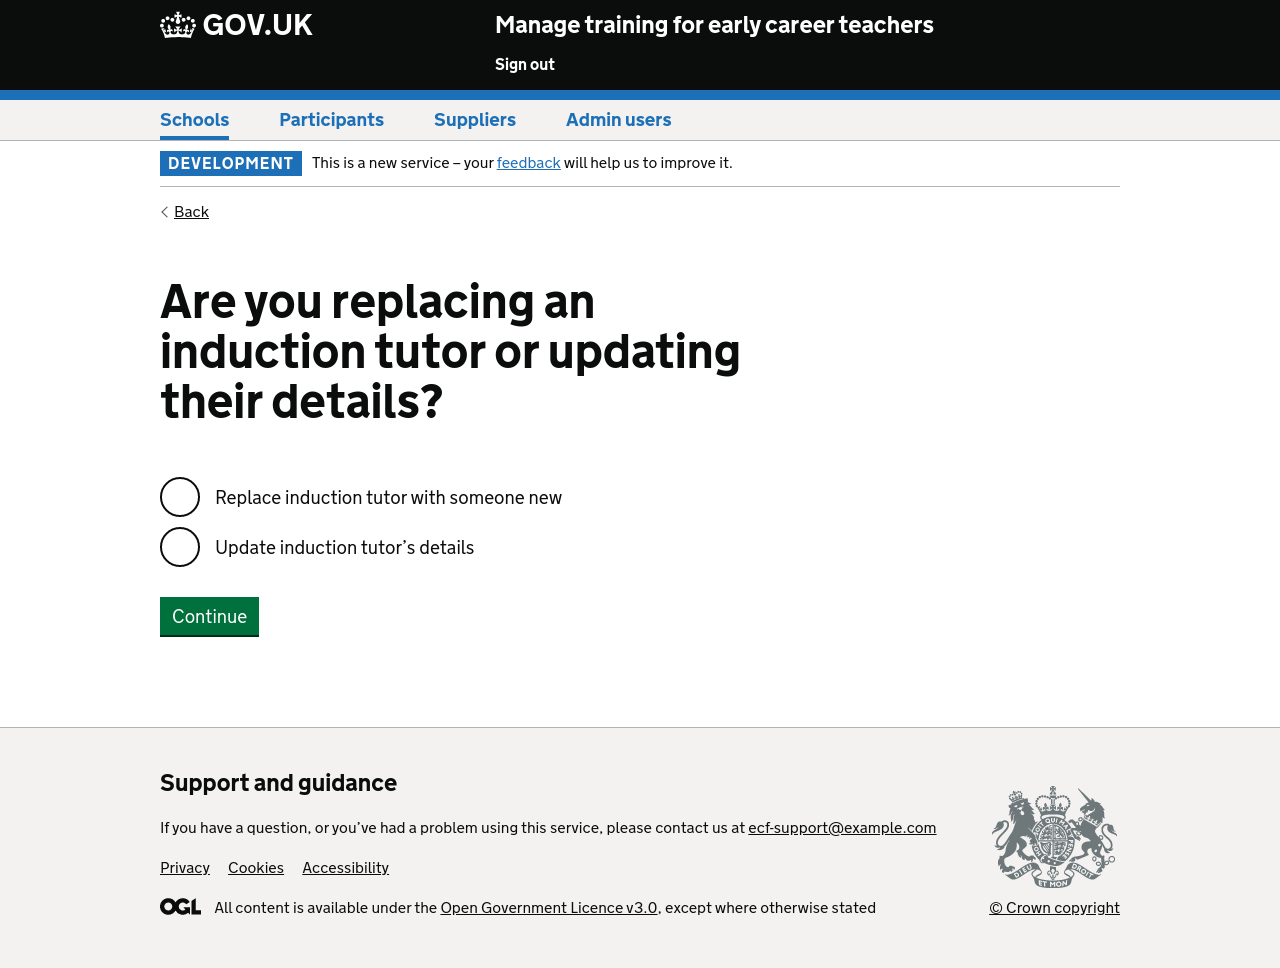 GOV.UK
Manage training for early career teachers
Sign out
Schools
Participants
Suppliers
Admin users
DEVELOPMENT
This is a new service – your feedback will help us to improve it.
Back
Are you replacing an
induction tutor or updating
their details?
Replace induction tutor with someone new
Update induction tutor’s details
Continue
Support and guidance
If you have a question, or you’ve had a problem using this service, please contact us at ecf-support@example.com
Privacy
Cookies
Accessibility
OGL
All content is available under the Open Government Licence v3.0, except where otherwise stated
© Crown copyright